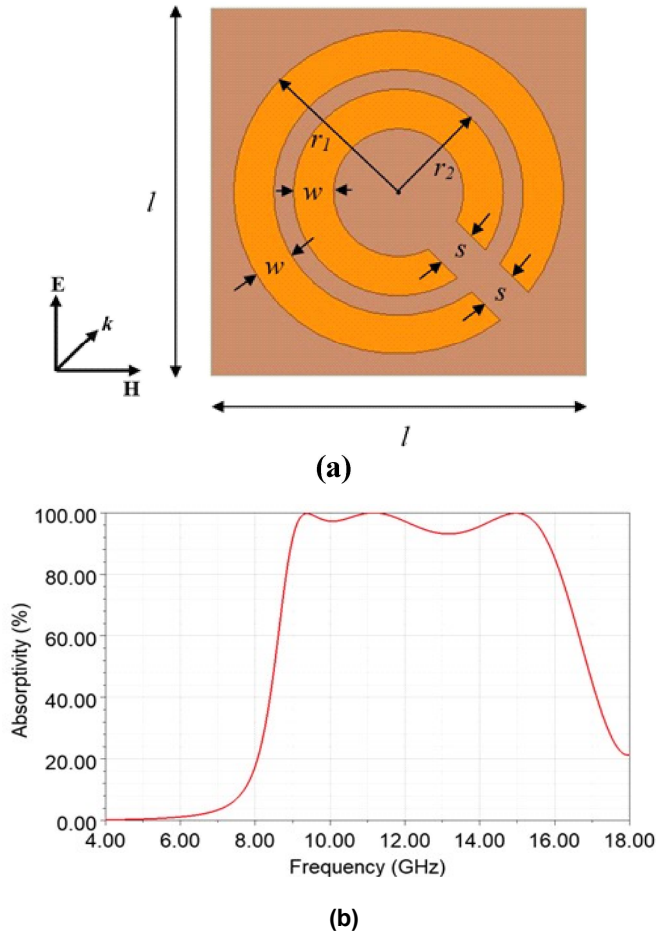 r1
r2
w
l
s
w
s
E
k
H
l
(a)
100.00
80.00
60.00
40.00
20.00
0.00
Absorptivity (%)
4.00 6.00 8.00 10.00 12.00 14.00 16.00 18.00
Frequency (GHz)
(b)